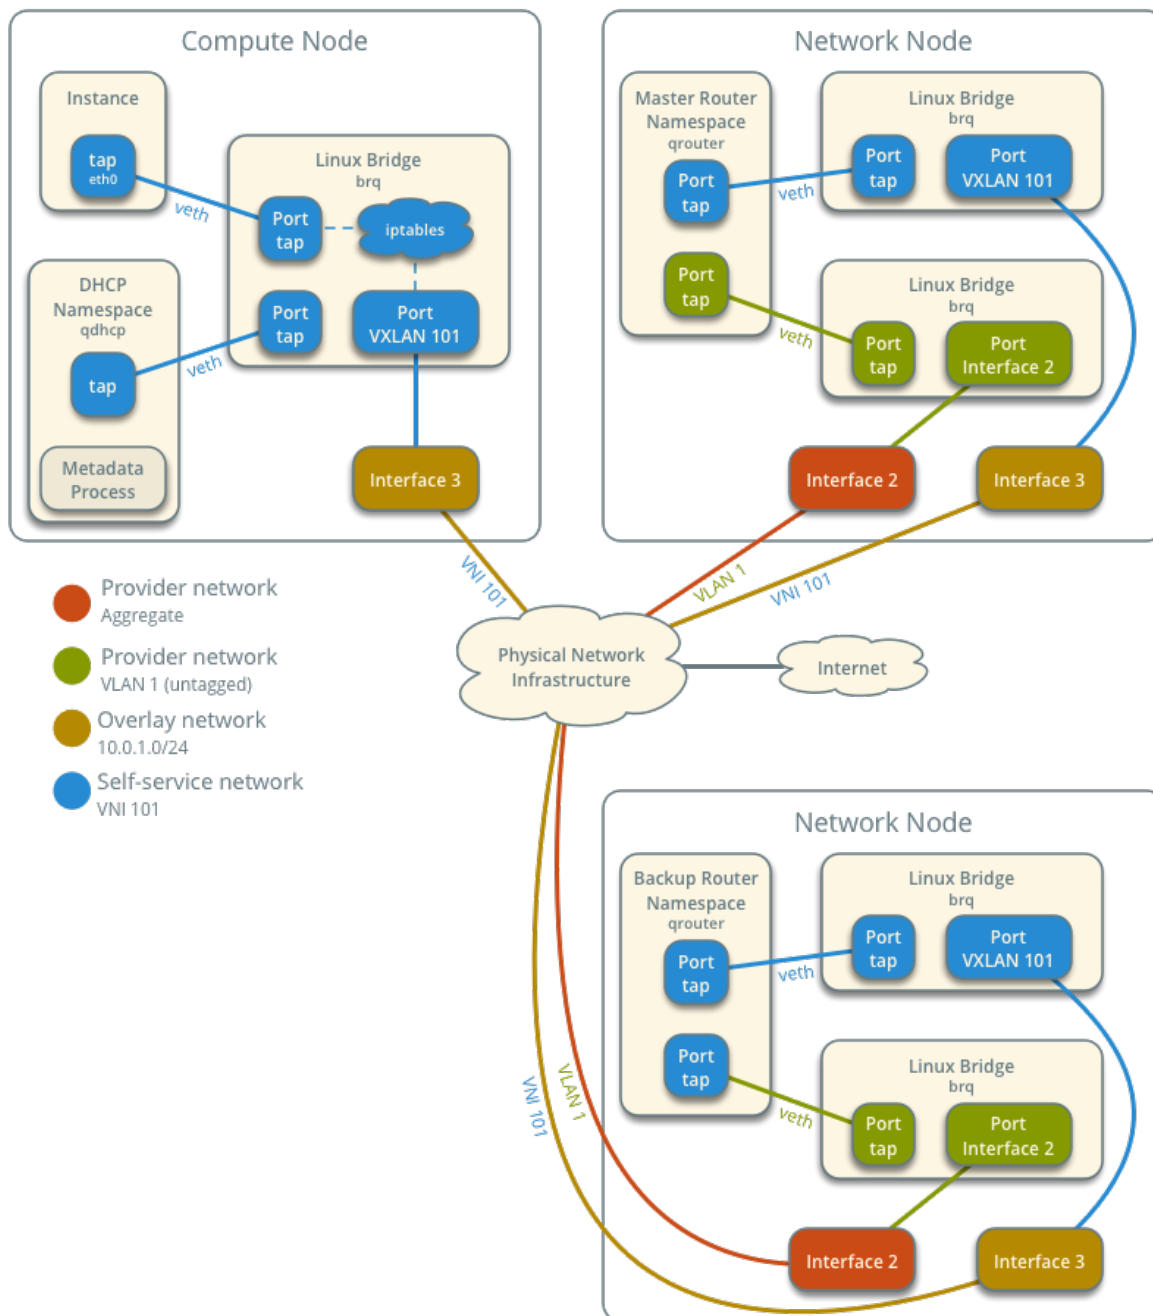 Compute Node
Instance
tap
eth0
veth
Linux Bridge
brq
Port
tap
iptables
DHCP
Namespace
qdhcp
tap
veth
Port
tap
Port
VXLAN 101
Metadata
Process
Interface 3
VNI 101
Network Node
Master Router
Namespace
qrouter
Port
tap
veth
Linux Bridge
brq
Port
tap
Port
VXLAN 101
Port
tap
veth
Linux Bridge
brq
Port
tap
Port
Interface 2
Interface 2
Interface 3
VLAN 1
VNI 101
Provider network
Aggregate
Provider network
VLAN 1 (untagged)
Overlay network
10.0.1.0/24
Self-service network
VNI 101
Physical Network
Infrastructure
Internet
VNI 101
VLAN 1
Network Node
Backup Router
Namespace
qrouter
Port
tap
veth
Linux Bridge
brq
Port
tap
Port
VXLAN 101
Port
tap
veth
Linux Bridge
brq
Port
tap
Port
Interface 2
Interface 2
Interface 3